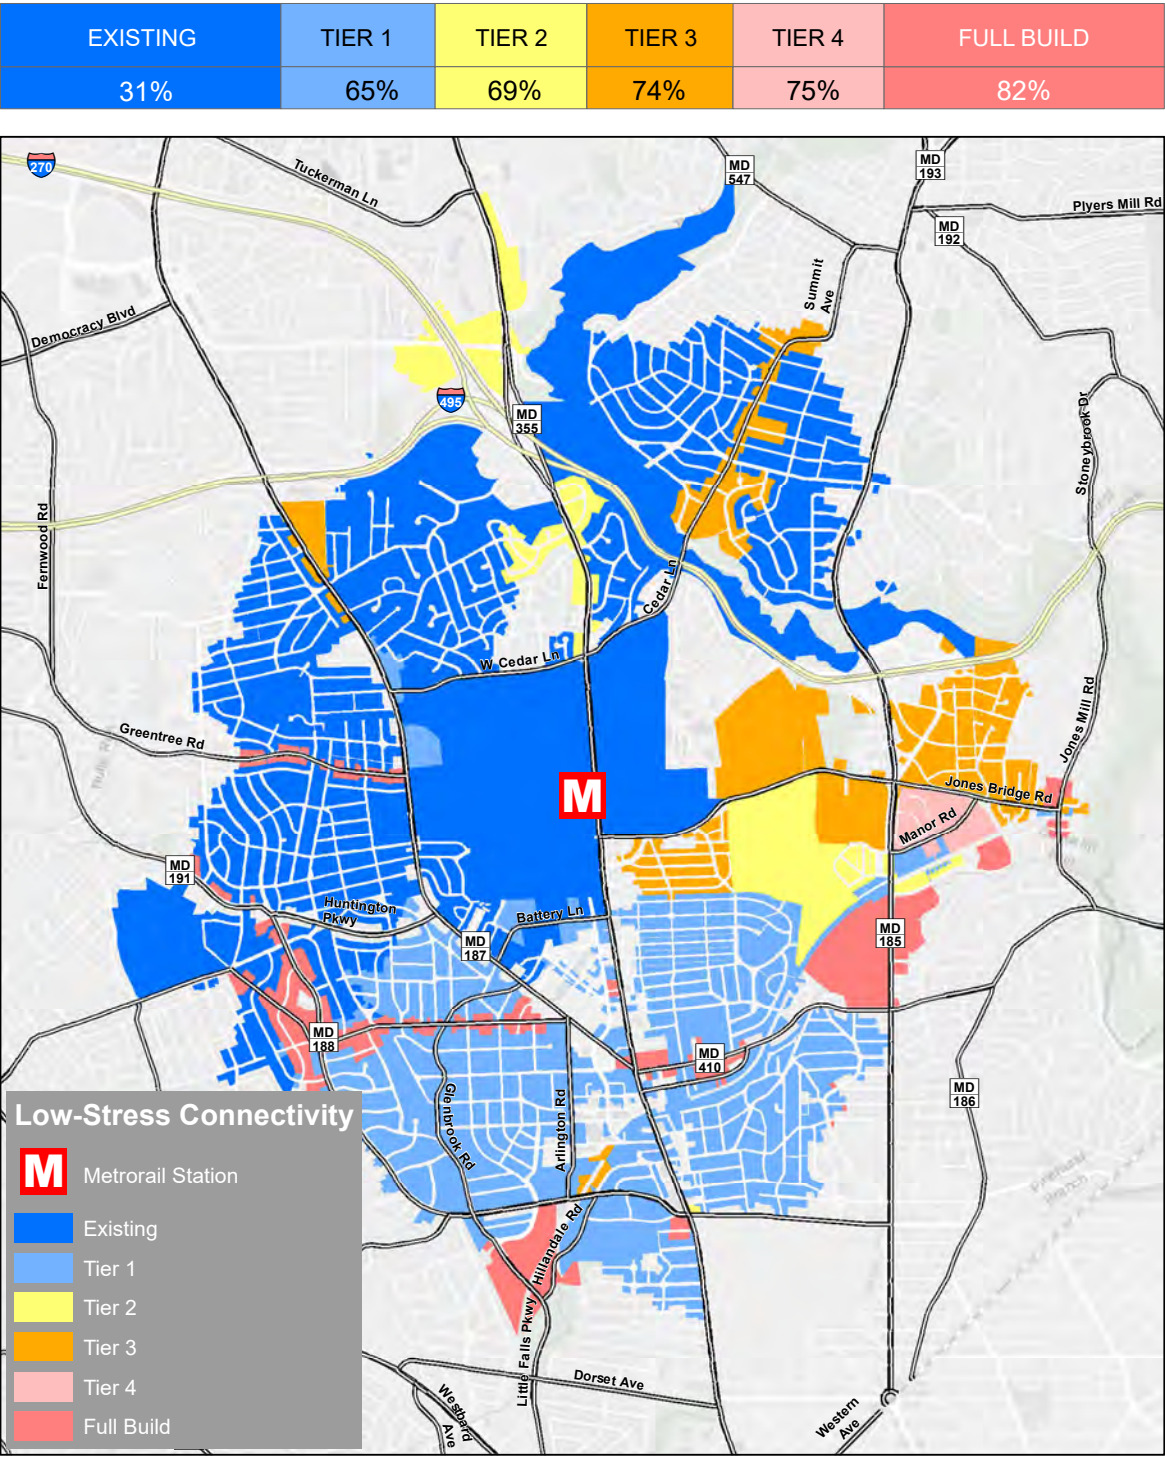 EXISTING TIER 1 TIER 2 TIER 3 TIER 4 FULL BUILD
31% 65% 69% 74% 75% 82%
270
Tuckerman Ln
MD
547
MD
193
Plyers Mill Rd
MD
192
Summit
Ave
Democracy Blvd
495
MD
355
Stoneybrook Dr
Fernwood Rd
Cedar Ln
W Cedar Ln
Greentree Rd
Jones Mill Rd
M
Jones Bridge Rd
Manor Rd
MD
191
Huntington
Pkwy
Battery Ln
MD
187
MD
185
MD
188
MD
410
MD
186
Glenbrook Rd
Arlington Rd
Hillandale Rd
Little Falls Pkwy
Dorset Ave
Westbard
Ave
Western
Ave
Low-Stress Connectivity
M Metrorail Station
Existing
Tier 1
Tier 2
Tier 3
Tier 4
Full Build